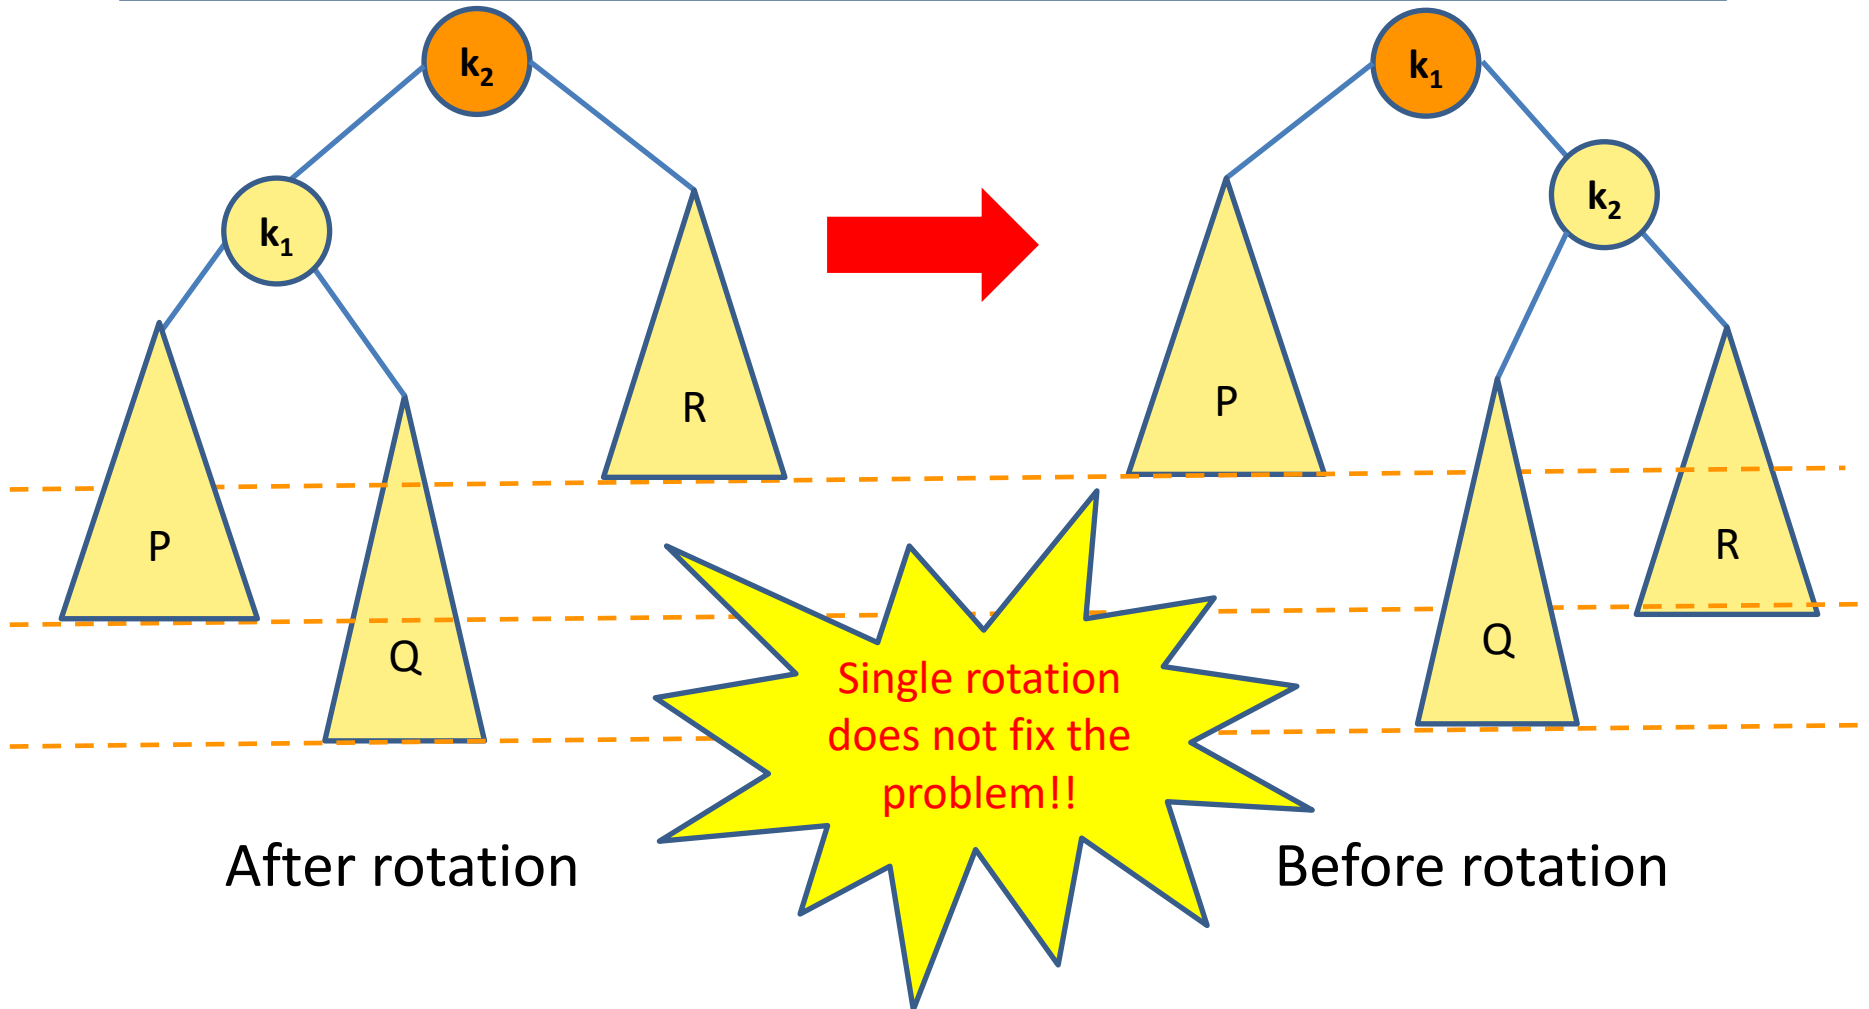 k2
k1
k1
k2
R
P
P
R
Q
Q
Single rotation
does not fix the
problem!!
After rotation
Before rotation